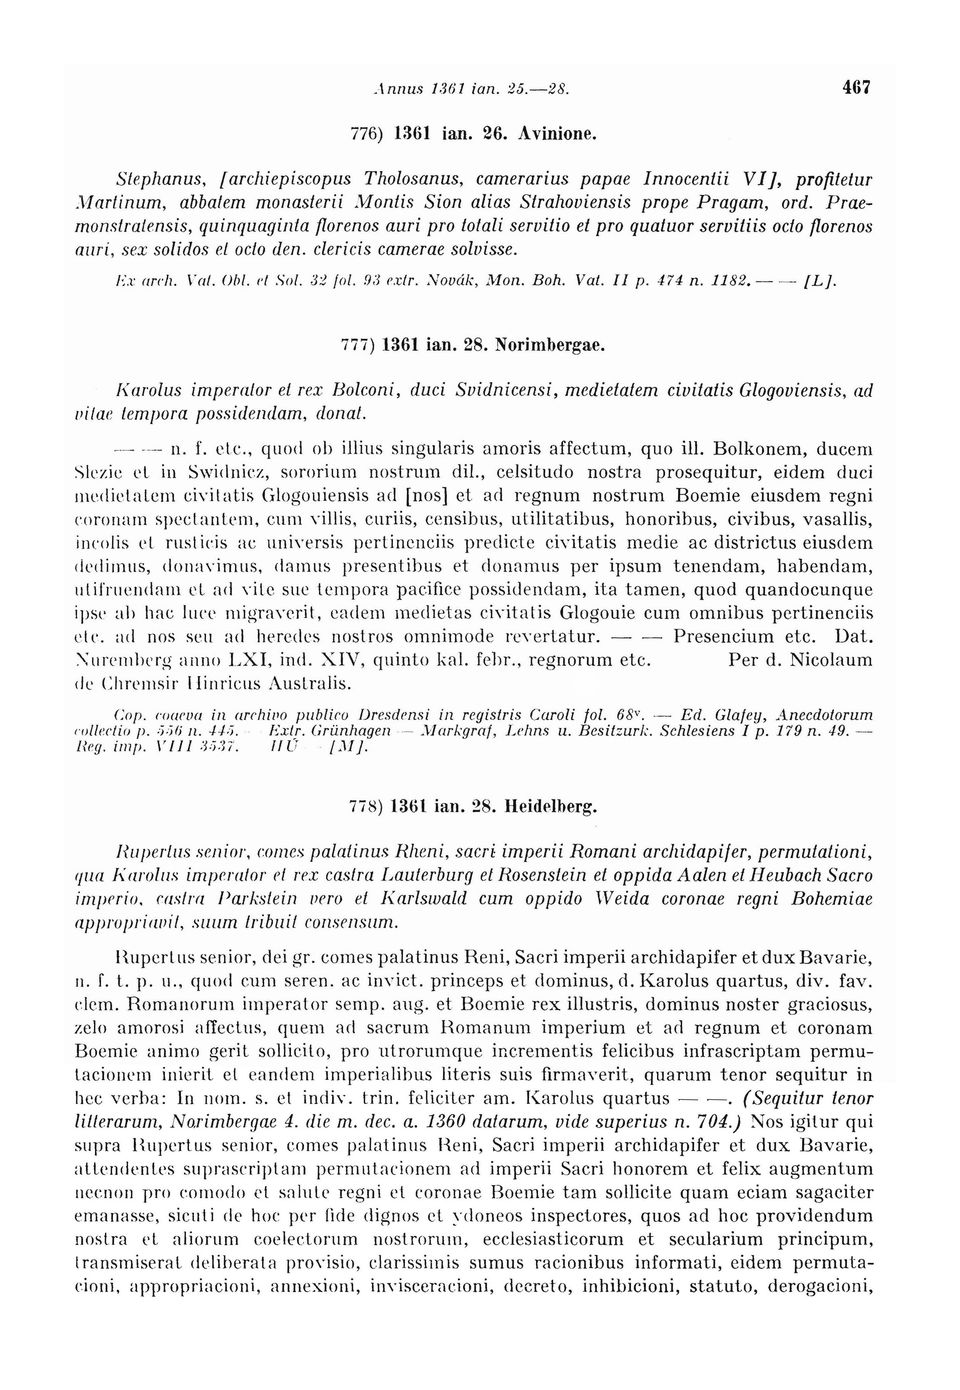 Annus 1361 ian. 25.—28. 467
776) 1361 ian. 26. Avinione.
Stephanus, [archiepiscopus Tholosanus, camerarius papae Innocentii VI], profitetur
Martinum, abbatem monasterii Montis Sion alias Strahoviensis prope Pragam, ord. Prae-
monstratensis, quinquaginta florenos auri pro totali servitio et pro quatuor servitiis octo florenos
auri, sex solidos et octo den. clericis camerae solvisse.
Ex arch. Vat. Obl. et Sol. 32 fol. 93 extr. Novák, Mon. Boh. Vat. II p. 474 n. 1182. — — [L].
777) 1361 ian. 28. Norimbergae.
Karolus imperator et rex Bolconi, duci Svidnicensi, medietatem civitatis Glogoviensis, ad
vitae tempora possidendam, donat.
— — n. f. etc., quod ob illius singularis amoris affectum, quo ill. Bolkonem, ducem
Slezie et in Swidnicz, sororium nostrum dil., celsitudo nostra prosequitur, eidem duci
medietatem civitatis Glogouiensis ad [nos] et ad regnum nostrum Boemie eiusdem regni
coronam spectantem, cum villis, curiis, censibus, utilitatibus, honoribus, civibus, vasallis,
incolis et rusticis ac universis pertinenciis predicte civitatis medie ac districtus eiusdem
dedimus, donavimus, damus presentibus et donamus per ipsum tenendam, habendam,
utifruendam et ad vite sue tempora pacifice possidendam, ita tamen, quod quandocunque
ipse ab hac luce migraverit, eadem medietas civitatis Glogouie cum omnibus pertinenciis
etc. ad nos seu ad heredes nostros omnimode revertatur. — — Presencium etc. Dat.
Nuremberg anno LXI, ind. XIV, quinto kal. febr., regnorum etc. Per d. Nicolaum
de Chremsir Hinricus Australis.
Cop. coaeva in archivo publico Dresdensi in registris Caroli fol. 68v. — Ed. Glafey, Anecdotorum
collectio p. 556 n. 445. Extr. Grünhagen — Markgraf, Lehns u. Besitzurk. Schlesiens I p. 179 n. 49. —
Reg. imp. VIII 3537. HÚ [M].
778) 1361 ian. 28. Heidelberg.
Rupertus senior, comes palatinus Rheni, sacri imperii Romani archidapifer, permutationi,
qua Karolus imperator et rex castra Lauterburg et Rosenstein et oppida Aalen et Heubach Sacro
imperio, castra Parkstein vero et Karlswald cum oppido Weida coronae regni Bohemiae
appropriavit, suum tribuit consensum.
Rupertus senior, dei gr. comes palatinus Reni, Sacri imperii archidapifer et dux Bavarie,
n. f. t. p. u., quod cum seren. ac invict. princeps et dominus, d. Karolus quartus, div. fav.
clem. Romanorum imperator semp. aug. et Boemie rex illustris, dominus noster graciosus,
zelo amorosi affectus, quem ad sacrum Romanum imperium et ad regnum et coronam
Boemie animo gerit sollicito, pro utrorumque incrementis felicibus infrascriptam permu-
tacionem inierit et eandem imperialibus literis suis firmaverit, quarum tenor sequitur in
hec verba: In nom. s. et indiv. trin. feliciter am. Karolus quartus — —. (Sequitur tenor
litterarum, Norimbergae 4. die m. dec. a. 1360 datarum, vide superius n. 704.) Nos igitur qui
supra Rupertus senior, comes palatinus Reni, Sacri imperii archidapifer et dux Bavarie,
attendentes suprascriptam permutacionem ad imperii Sacri honorem et felix augmentum
necnon pro comodo et salute regni et coronae Boemie tam sollicite quam eciam sagaciter
emanasse, sicuti de hoc per fide dignos et ydoneos inspectores, quos ad hoc providendum
nostra et aliorum coelectorum nostrorum, ecclesiasticorum et secularium principum,
transmiserat deliberata provisio, clarissimis sumus racionibus informati, eidem permuta-
cioni, appropriacioni, annexioni, invisceracioni, decreto, inhibicioni, statuto, derogacioni,